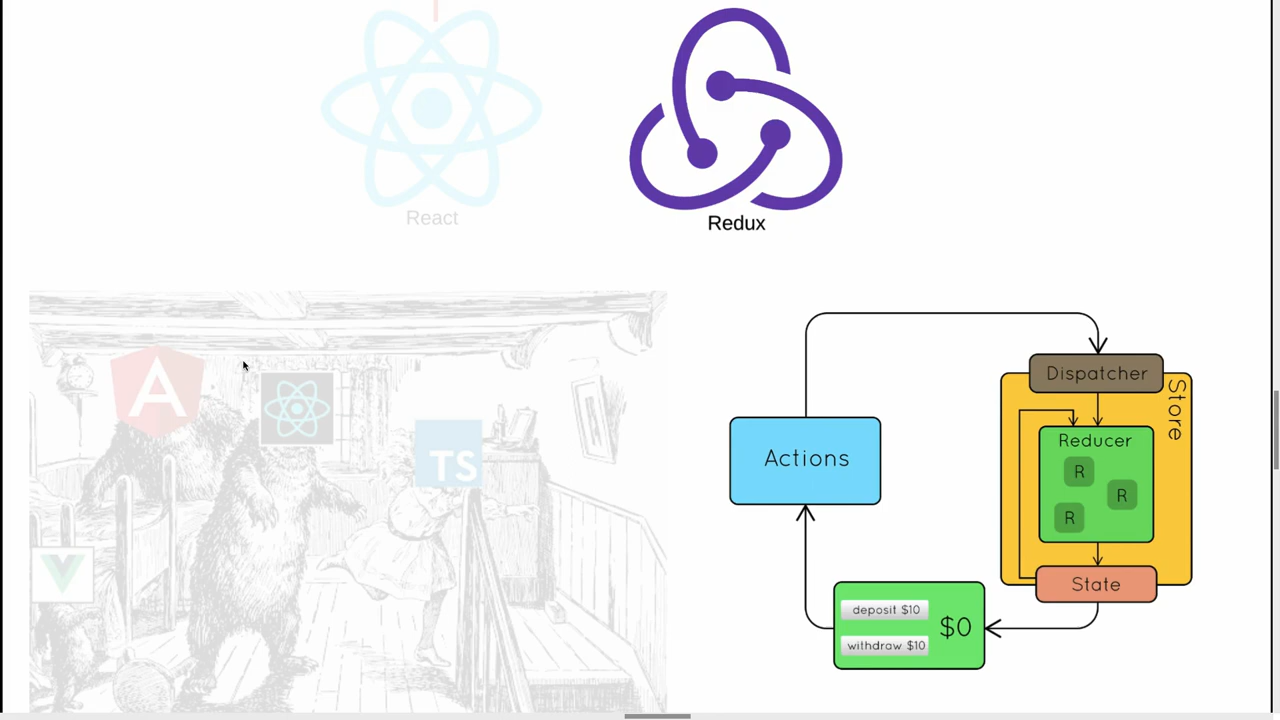 React
Redux
A
TS
Actions
Dispatcher
Store
Reducer
R
R
R
State
deposit $10
withdraw $10
$0